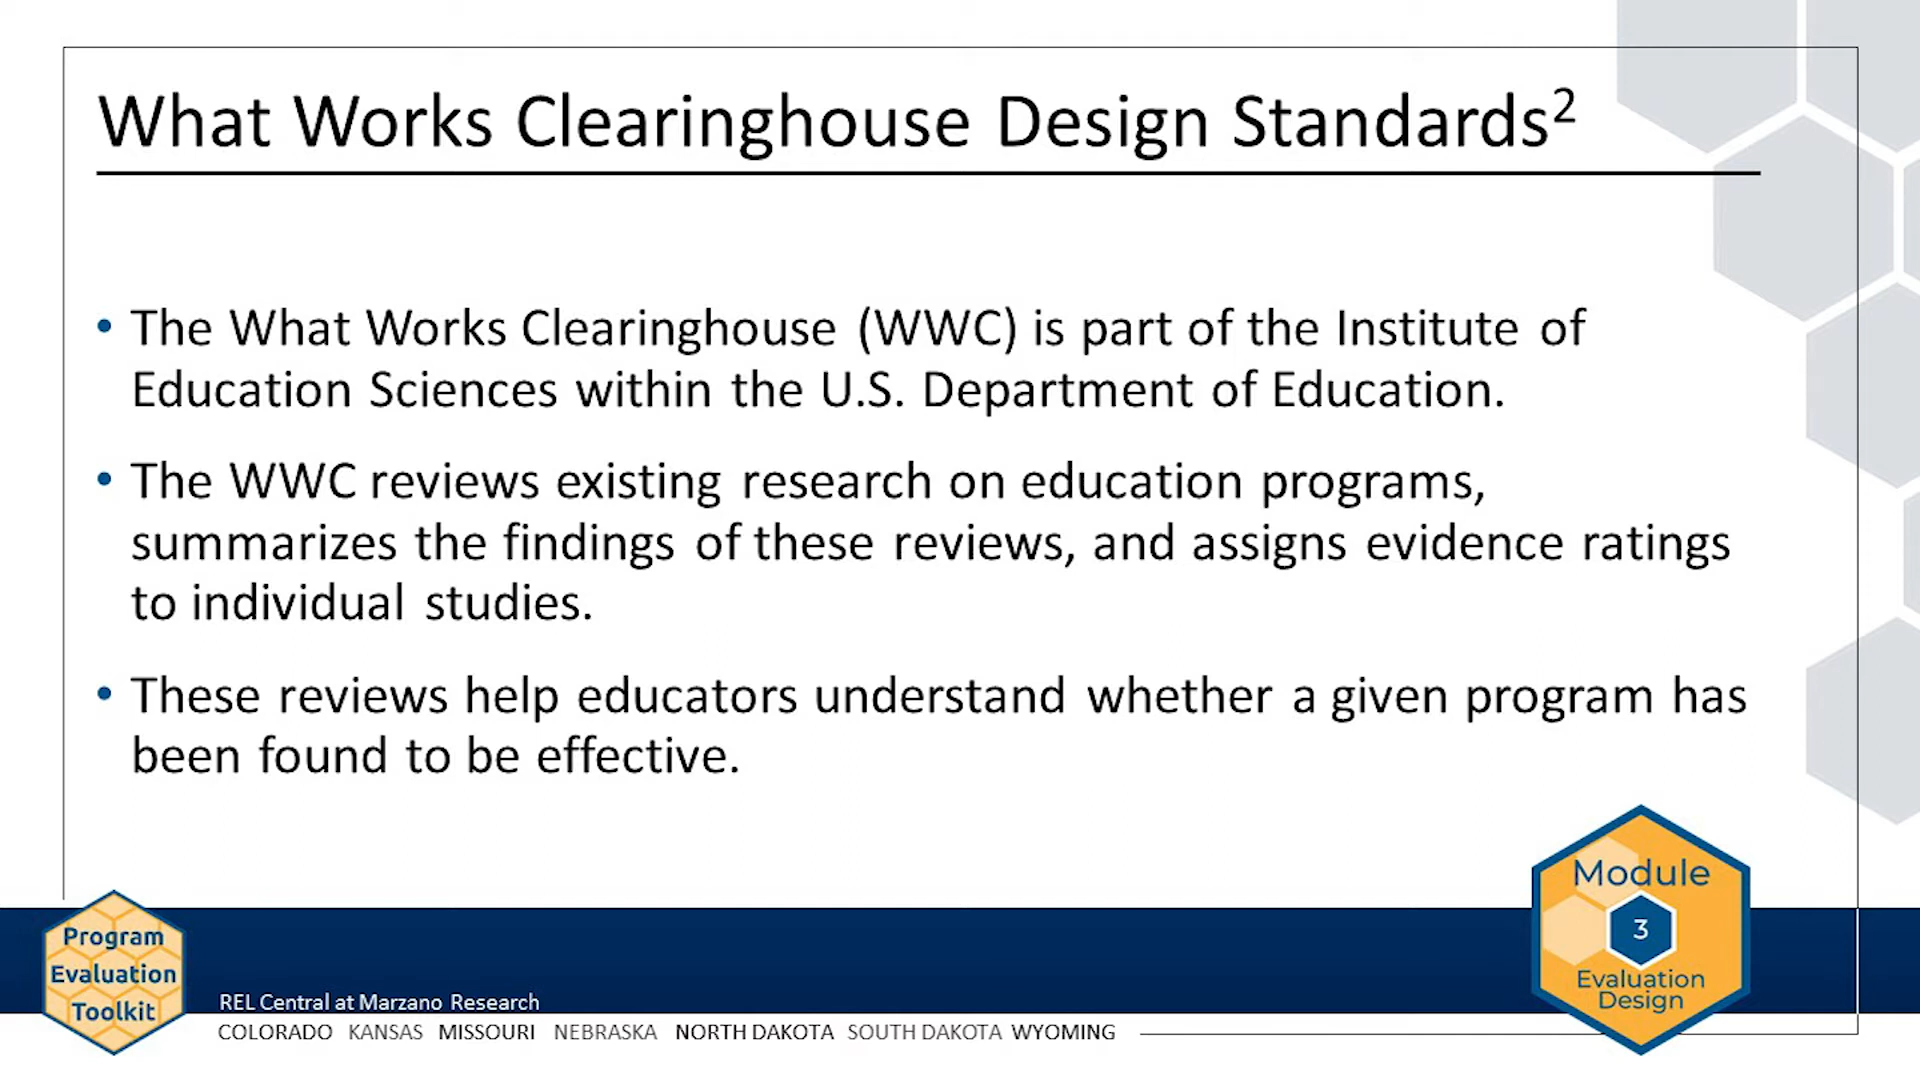 What Works Clearinghouse Design Standards²
• The What Works Clearinghouse (WWC) is part of the Institute of
Education Sciences within the U.S. Department of Education.
• The WWC reviews existing research on education programs,
summarizes the findings of these reviews, and assigns evidence ratings
to individual studies.
• These reviews help educators understand whether a given program has
been found to be effective.
Program
Evaluation
Toolkit
REL Central at Marzano Research
COLORADO KANSAS MISSOURI NEBRASKA NORTH DAKOTA SOUTH DAKOTA WYOMING
Module
3
Evaluation
Design